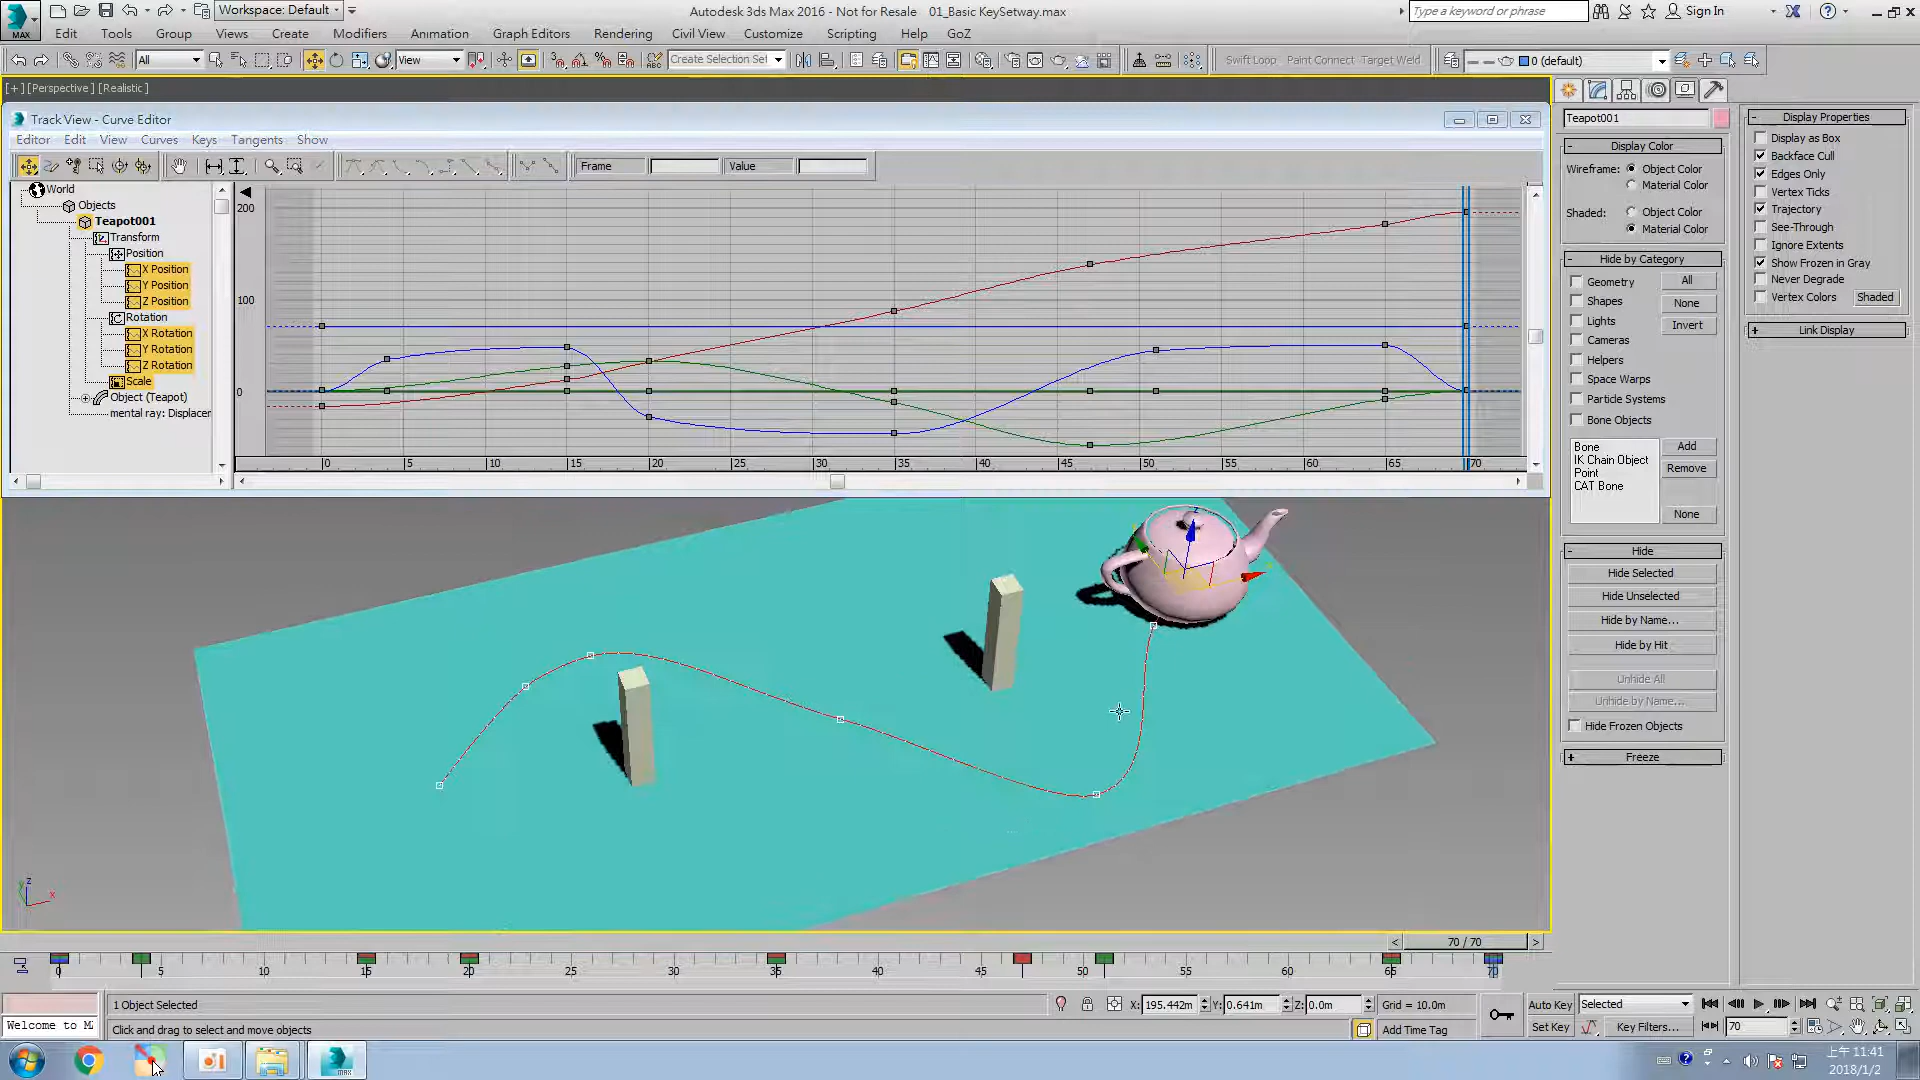 MAX
Workspace: Default
Autodesk 3ds Max 2016 - Not for Resale 01_Basic KeySetway.max
Type a keyword or phrase
Sign In
Edit Tools Group Views Create Modifiers Animation Graph Editors Rendering Civil View Customize Scripting Help GoZ
All
View
Create Selection Set
Swift Loop Paint Connect Target Weld
0 (default)
[+] [Perspective ] [Realistic ]
Track View - Curve Editor
Editor Edit View Curves Keys Tangents Show
Frame
Value
World
Objects
Teapot001
Transform
Position
X Position
Y Position
Z Position
Rotation
X Rotation
Y Rotation
Z Rotation
Scale
Object (Teapot)
mental ray: Displacer
200
100
0
0 5 10 15 20 25 30 35 40 45 50 55 60 65 70
Teapot001
- Display Color
Wireframe: Object Color
Material Color
Shaded: Object Color
Material Color
- Hide by Category
Geometry
Shapes
Lights
Cameras
Helpers
Space Warps
Particle Systems
Bone Objects
All
None
Invert
Bone
IK Chain Object
Point
CAT Bone
Add
Remove
None
- Hide
Hide Selected
Hide Unselected
Hide by Name...
Hide by Hit
Unhide All
Unhide by Name...
Hide Frozen Objects
+ Freeze
- Display Properties
Display as Box
Backface Cull
Edges Only
Vertex Ticks
Trajectory
See-Through
Ignore Extents
Show Frozen in Gray
Never Degrade
Vertex Colors Shaded
+ Link Display
z
z
y
x
< 70 / 70 >
0 5 10 15 20 25 30 35 40 45 50 55 60 65 70
1 Object Selected
X: 195.442m Y: 0.641m Z: 0.0m Grid = 10.0m
Auto Key Selected
Welcome to M
Click and drag to select and move objects
Add Time Tag
Set Key Key Filters...
70
MAX
上午 11:41
2018/1/2